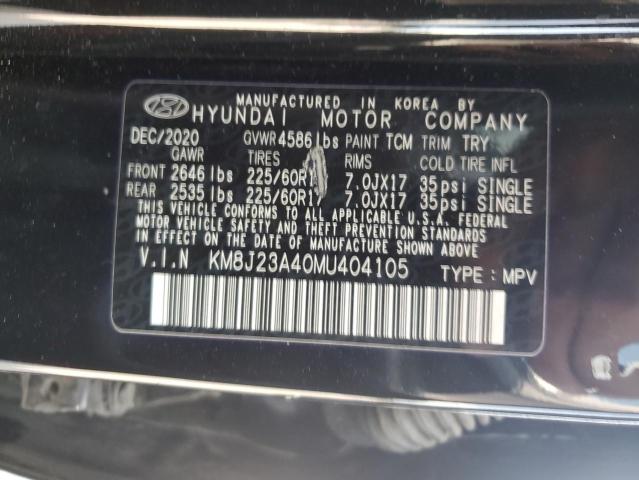 MANUFACTURED IN KOREA BY
HYUNDAI MOTOR COMPANY
DEC/2020 GVWR 4586 lbs PAINT TCM TRIM TRY
GAWR TIRES RIMS COLD TIRE INFL
FRONT 2646 lbs 225/60R17 7.0JX17 35psi SINGLE
REAR 2535 lbs 225/60R17 7.0JX17 35psi SINGLE
THIS VEHICLE CONFORMS TO ALL APPLICABLE U.S.A. FEDERAL
MOTOR VEHICLE SAFETY AND THEFT PREVENTION STANDARDS
IN EFFECT ON THE DATE OF MANUFACTURE SHOWN ABOVE.
V.I.N KM8J23A40MU404105 TYPE : MPV